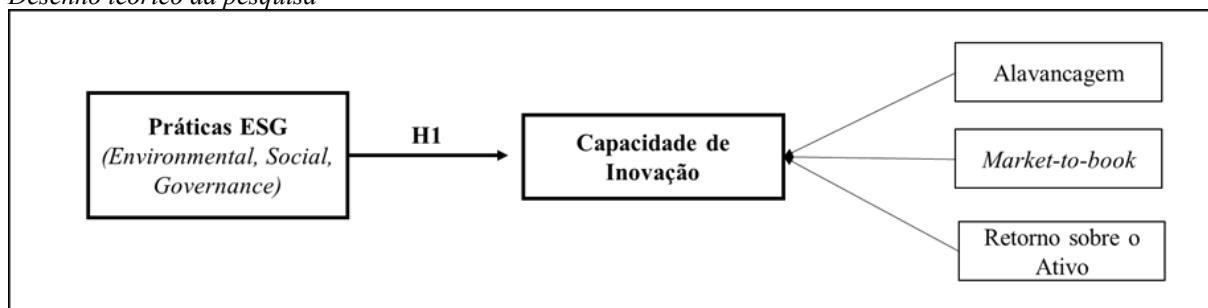 Desenho teórico da pesquisa
Práticas ESG
(Environmental, Social,
Governance)
H1
Capacidade de
Inovação
Alavancagem
Market-to-book
Retorno sobre o
Ativo